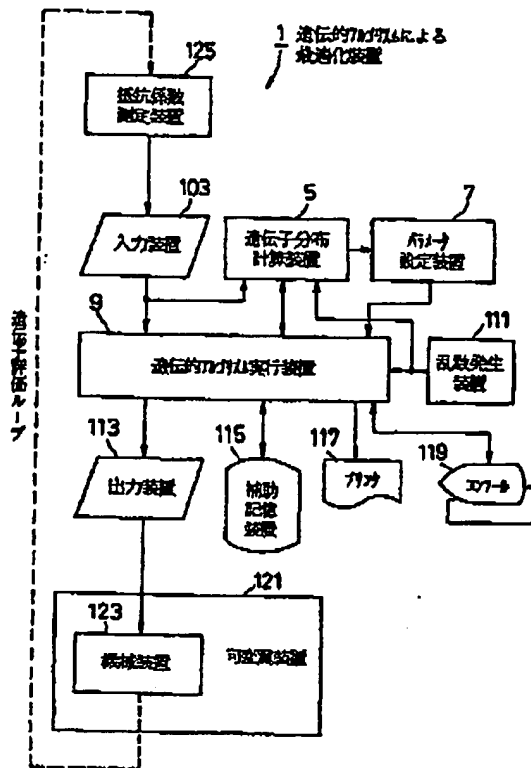 1 遺伝的アルゴリズムによる
最適化装置
125
抵抗係数
測定装置
103
入力装置
5
遺伝子分布
計算装置
7
パラメータ
設定装置
9
遺伝的アルゴリズム実行装置
111
乱数発生
装置
113
出力装置
115
補助
記憶
装置
117
プリンタ
119
コンソール
121
123
機械装置
可変翼装置
遺伝子評価ループ